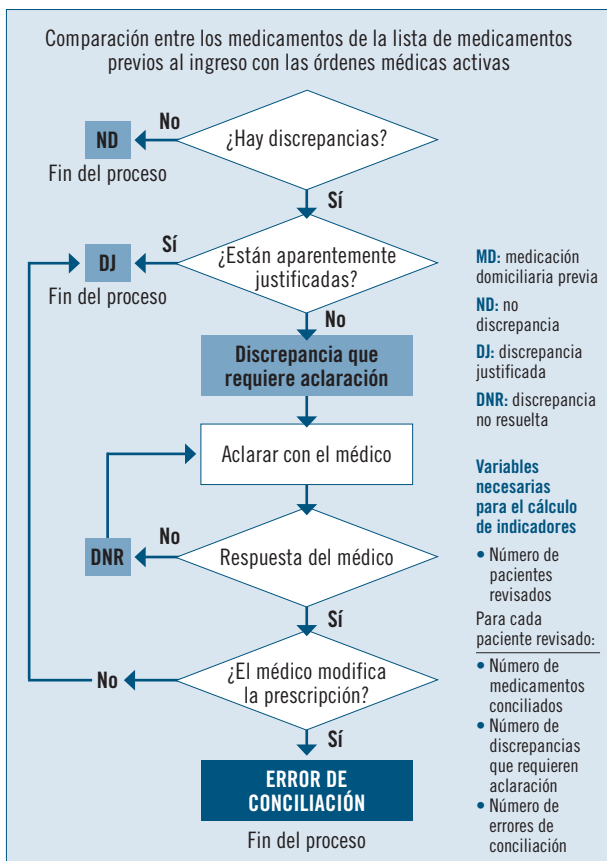 Comparación entre los medicamentos de la lista de medicamentos
previos al ingreso con las órdenes médicas activas
¿Hay discrepancias?
No
ND
Fin del proceso
Sí
¿Están aparentemente
justificadas?
Sí
DJ
Fin del proceso
No
Discrepancia que
requiere aclaración
Aclarar con el médico
Respuesta del médico
No
DNR
Sí
¿El médico modifica
la prescripción?
No
Sí
ERROR DE
CONCILIACIÓN
Fin del proceso
MD: medicación
domiciliaria previa
ND: no
discrepancia
DJ: discrepancia
justificada
DNR: discrepancia
no resuelta
Variables
necesarias
para el cálculo
de indicadores
• Número de
pacientes
revisados
Para cada
paciente revisado:
• Número de
medicamentos
conciliados
• Número de
discrepancias
que requieren
aclaración
• Número de
errores de
conciliación